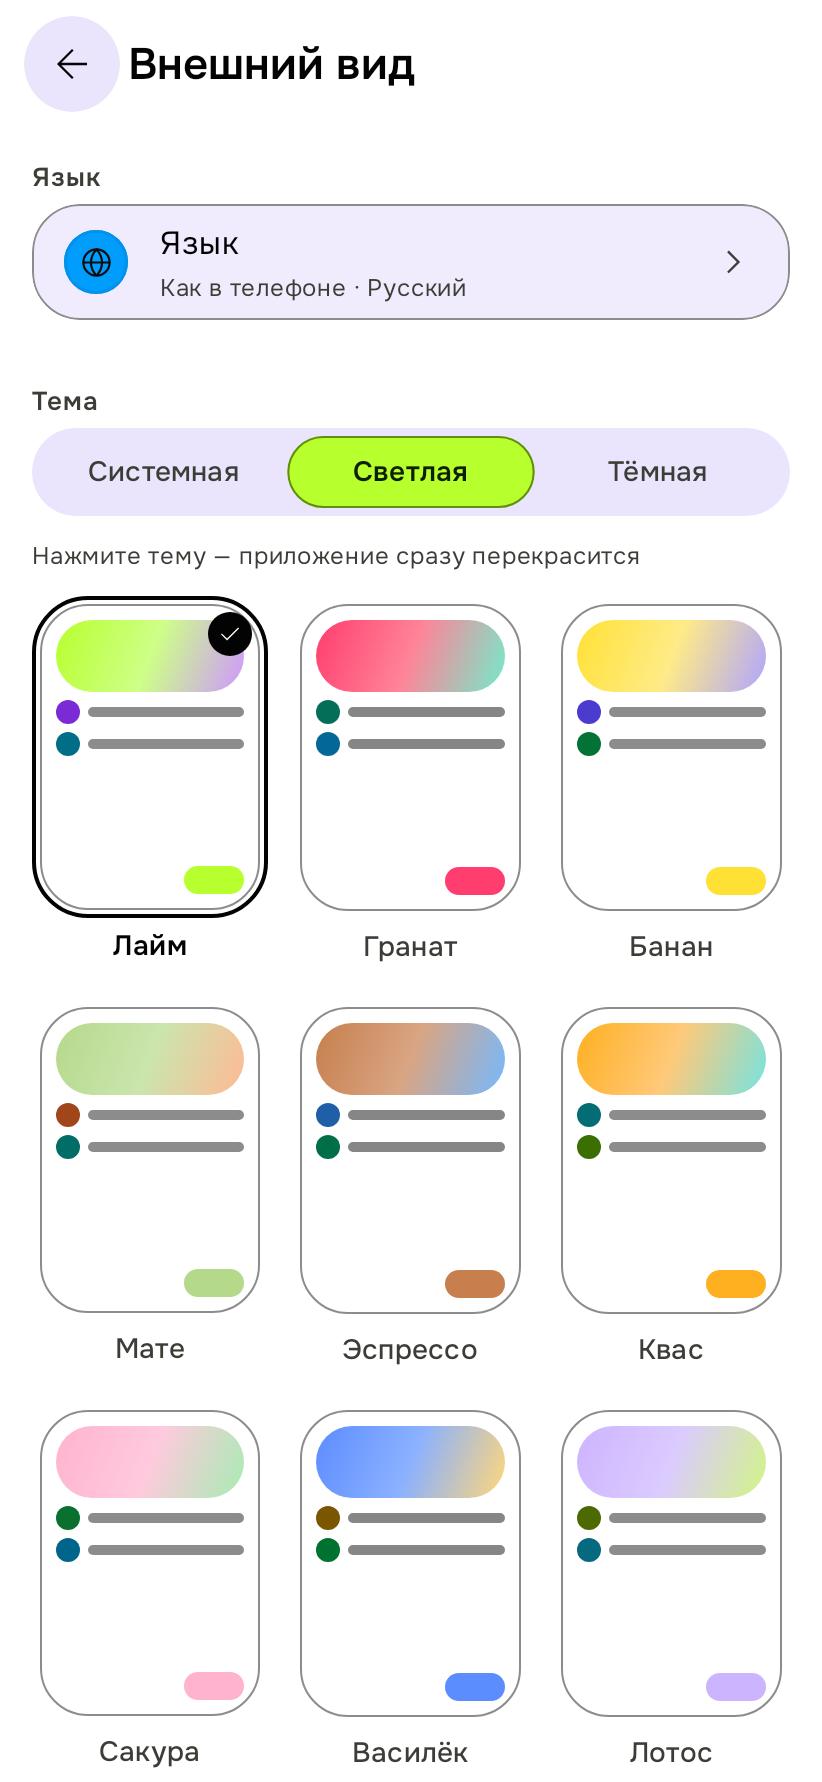 Внешний вид
Язык
Язык
Как в телефоне · Русский
Тема
Системная Светлая Тёмная
Нажмите тему — приложение сразу перекрасится
Лайм Гранат Банан
Мате Эспрессо Квас
Сакура Василёк Лотос